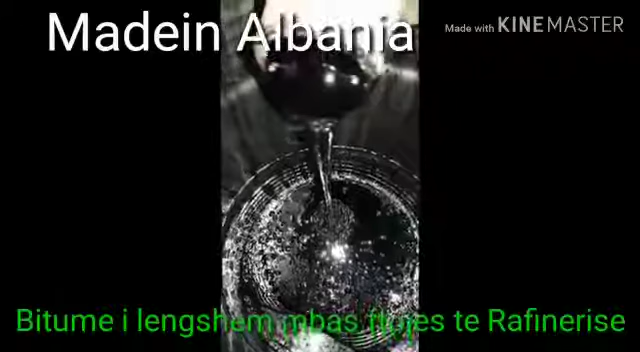 Madein Albania
Made with KINEMASTER
Bitume i lengshem mbas te Rafinerise